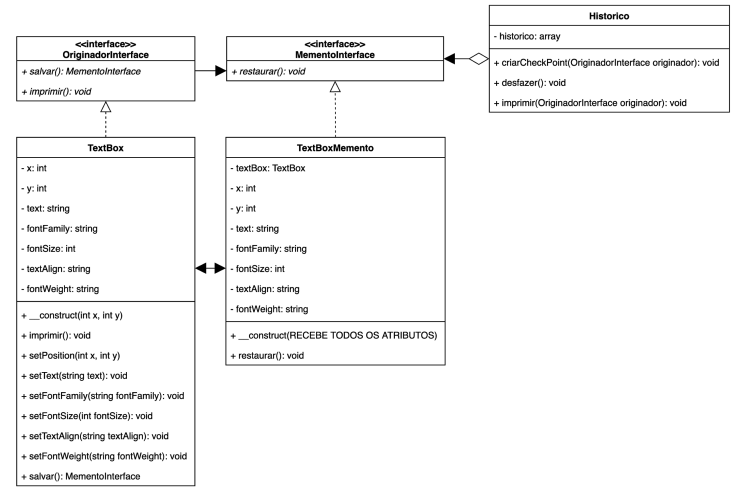 <<interface>>
OriginadorInterface
+ salvar(): MementoInterface
+ imprimir(): void
<<interface>>
MementoInterface
+ restaurar(): void
Historico
- historico: array
+ criarCheckPoint(OriginadorInterface originador): void
+ desfazer(): void
+ imprimir(OriginadorInterface originador): void
TextBox
- x: int
- y: int
- text: string
- fontFamily: string
- fontSize: int
- textAlign: string
- fontWeight: string
+ __construct(int x, int y)
+ imprimir(): void
+ setPosition(int x, int y)
+ setText(string text): void
+ setFontFamily(string fontFamily): void
+ setFontSize(int fontSize): void
+ setTextAlign(string textAlign): void
+ setFontWeight(string fontWeight): void
+ salvar(): MementoInterface
TextBoxMemento
- textBox: TextBox
- x: int
- y: int
- text: string
- fontFamily: string
- fontSize: int
- textAlign: string
- fontWeight: string
+ __construct(RECEBE TODOS OS ATRIBUTOS)
+ restaurar(): void